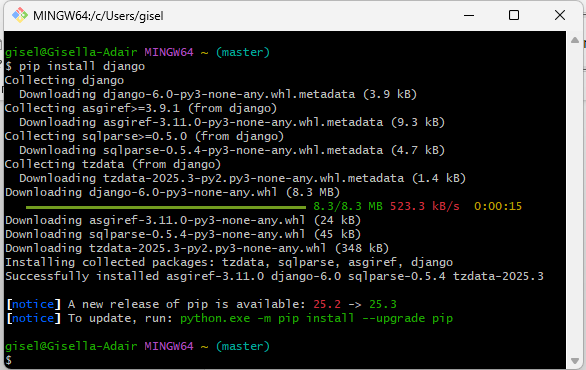 MINGW64:/c/Users/gisel
gisel@Gisella-Adair MINGW64 ~ (master)
$ pip install django
Collecting django
  Downloading django-6.0-py3-none-any.whl.metadata (3.9 kB)
Collecting asgiref>=3.9.1 (from django)
  Downloading asgiref-3.11.0-py3-none-any.whl.metadata (9.3 kB)
Collecting sqlparse>=0.5.0 (from django)
  Downloading sqlparse-0.5.4-py3-none-any.whl.metadata (4.7 kB)
Collecting tzdata (from django)
  Downloading tzdata-2025.3-py2.py3-none-any.whl.metadata (1.4 kB)
Downloading django-6.0-py3-none-any.whl (8.3 MB)
8.3/8.3 MB 523.3 kB/s  0:00:15
Downloading asgiref-3.11.0-py3-none-any.whl (24 kB)
Downloading sqlparse-0.5.4-py3-none-any.whl (45 kB)
Downloading tzdata-2025.3-py2.py3-none-any.whl (348 kB)
Installing collected packages: tzdata, sqlparse, asgiref, django
Successfully installed asgiref-3.11.0 django-6.0 sqlparse-0.5.4 tzdata-2025.3
[notice] A new release of pip is available: 25.2 -> 25.3
[notice] To update, run: python.exe -m pip install --upgrade pip
gisel@Gisella-Adair MINGW64 ~ (master)
$